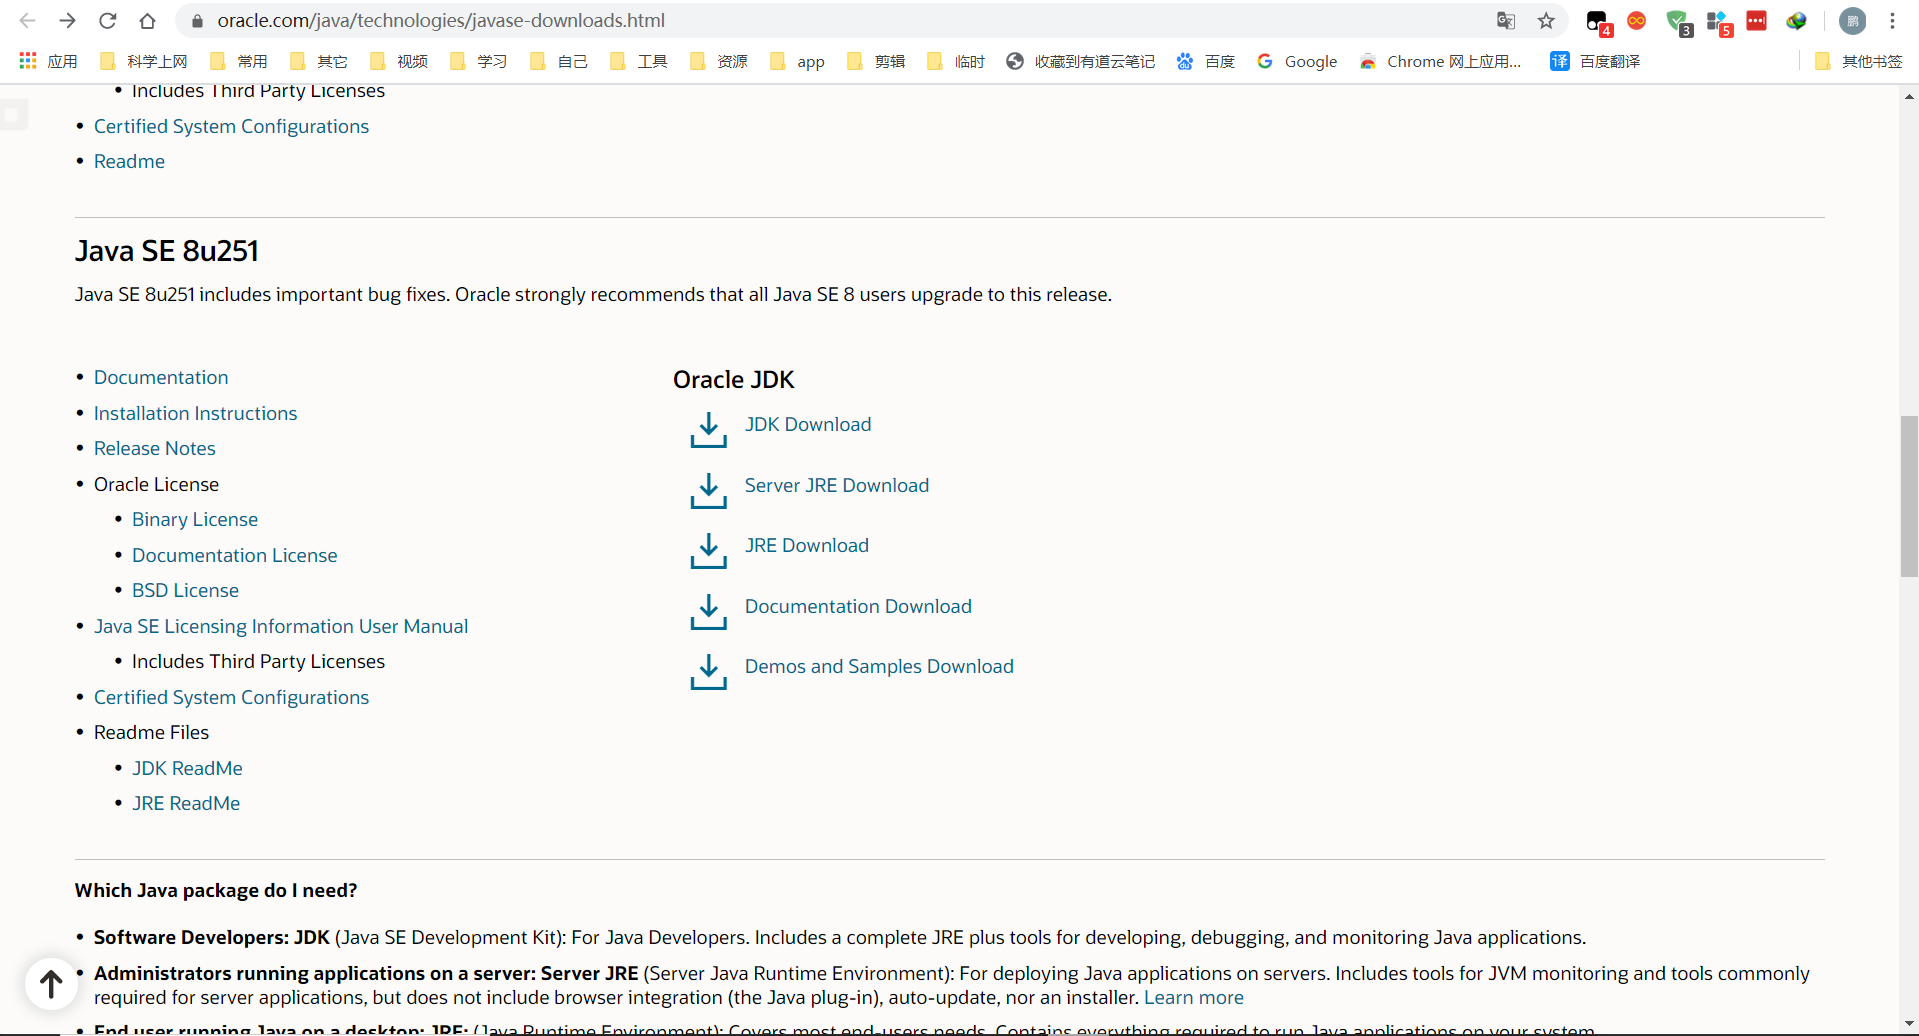 oracle.com/java/technologies/javase-downloads.html
4
3
5
鹏
应用 科学上网 常用 其它 视频 学习 自己 工具 资源 app 剪辑 临时 收藏到有道云笔记 百度 Google Chrome 网上应用... 译 百度翻译 其他书签
• Includes Third Party Licenses
• Certified System Configurations
• Readme
Java SE 8u251
Java SE 8u251 includes important bug fixes. Oracle strongly recommends that all Java SE 8 users upgrade to this release.
• Documentation
• Installation Instructions
• Release Notes
• Oracle License
• Binary License
• Documentation License
• BSD License
• Java SE Licensing Information User Manual
• Includes Third Party Licenses
• Certified System Configurations
• Readme Files
• JDK ReadMe
• JRE ReadMe
Oracle JDK
JDK Download
Server JRE Download
JRE Download
Documentation Download
Demos and Samples Download
Which Java package do I need?
• Software Developers: JDK (Java SE Development Kit): For Java Developers. Includes a complete JRE plus tools for developing, debugging, and monitoring Java applications.
• Administrators running applications on a server: Server JRE (Server Java Runtime Environment): For deploying Java applications on servers. Includes tools for JVM monitoring and tools commonly
required for server applications, but does not include browser integration (the Java plug-in), auto-update, nor an installer. Learn more
• End user running Java on a desktop: JRE: (Java Runtime Environment): Covers most end-users needs. Contains everything required to run Java applications on your system.